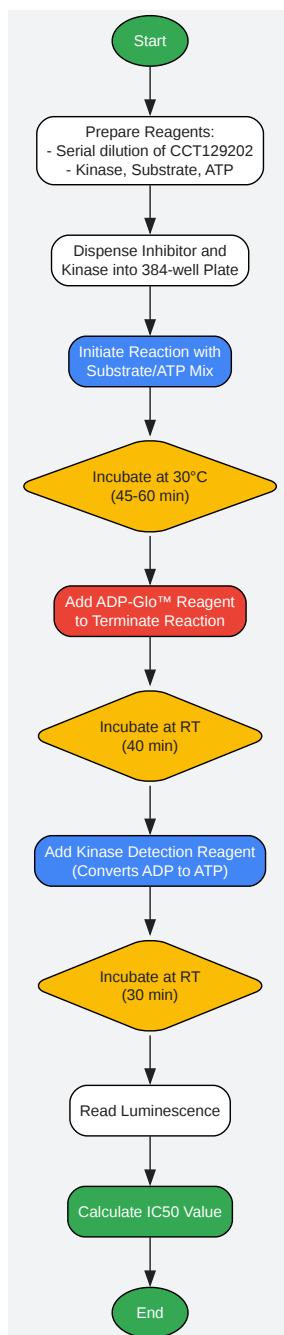 Start
Prepare Reagents:
- Serial dilution of CCT129202
- Kinase, Substrate, ATP
Dispense Inhibitor and
Kinase into 384-well Plate
Initiate Reaction with
Substrate/ATP Mix
Incubate at 30°C
(45-60 min)
Add ADP-Glo™ Reagent
to Terminate Reaction
Incubate at RT
(40 min)
Add Kinase Detection Reagent
(Converts ADP to ATP)
Incubate at RT
(30 min)
Read Luminescence
Calculate IC50 Value
End